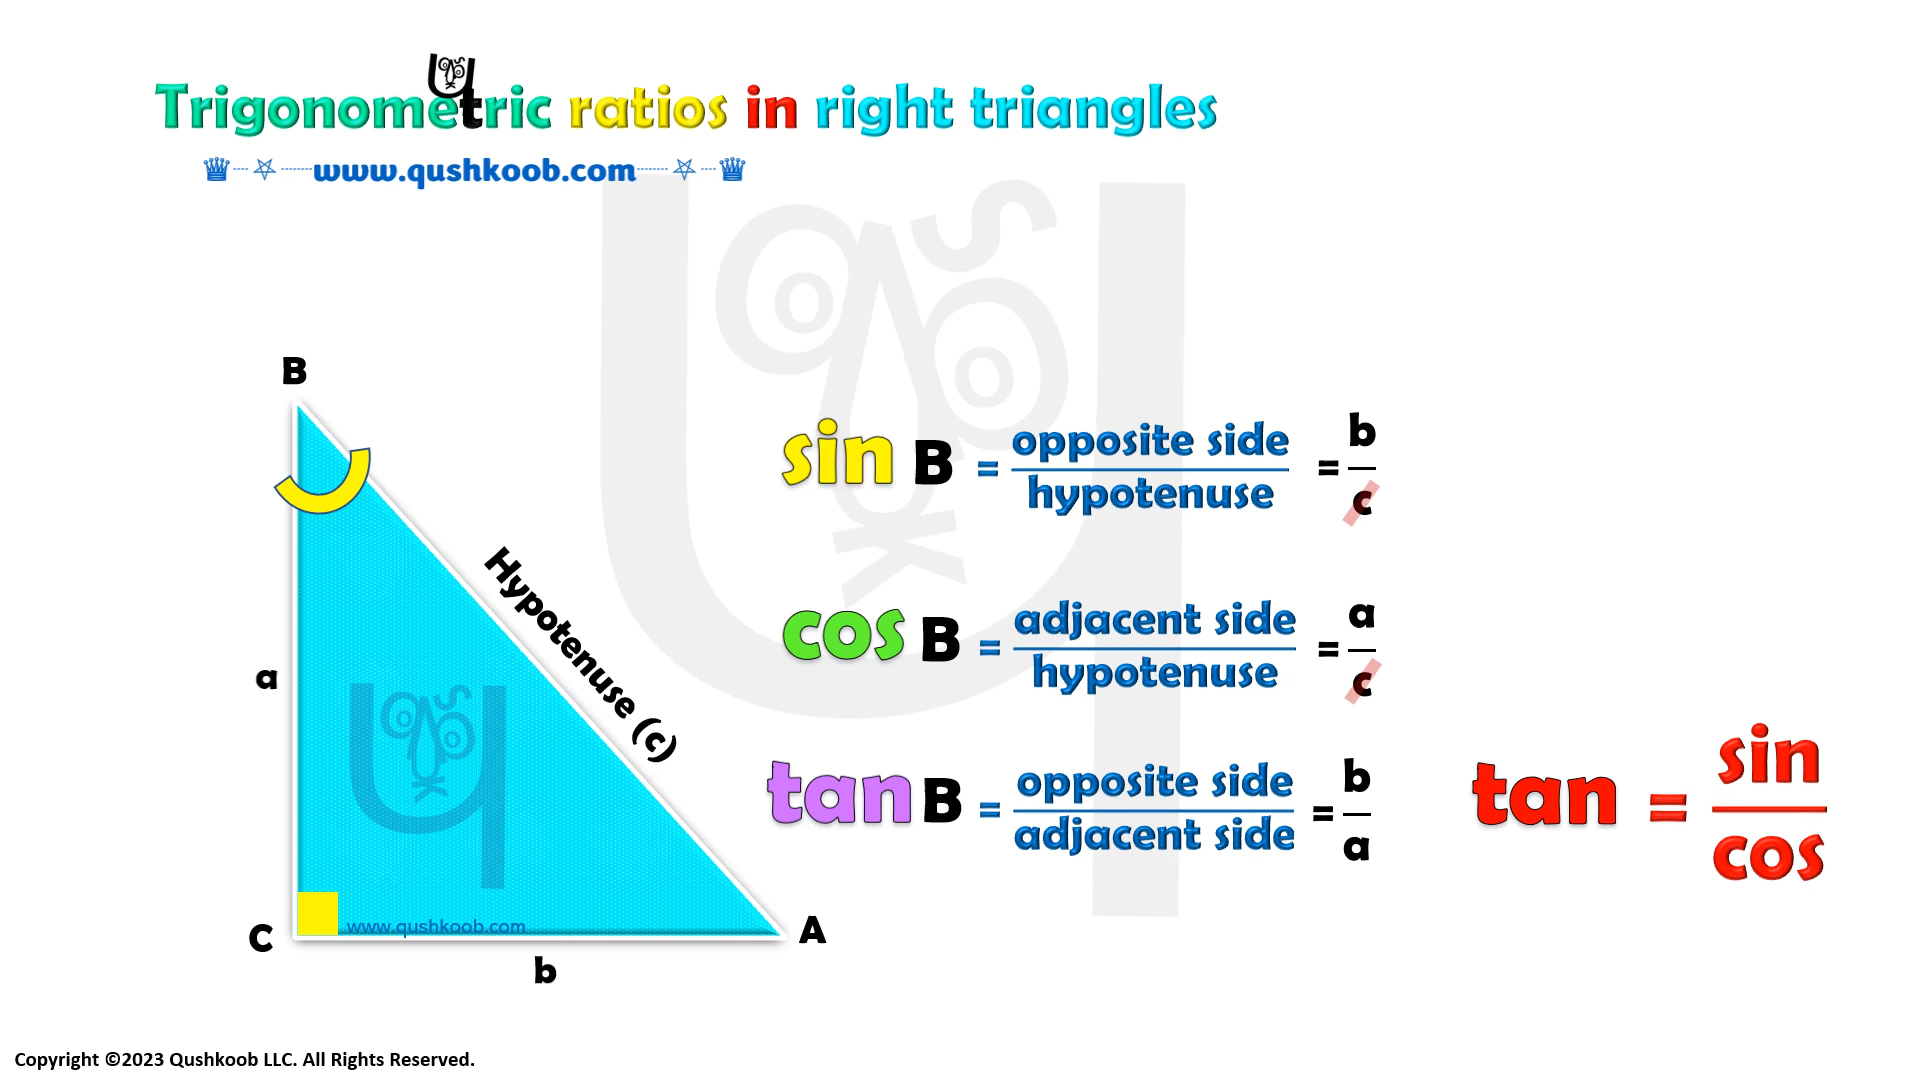 Trigonometric ratios in right triangles
www.qushkoob.com
B
a
Hypotenuse (c)
C
A
b
www.qushkoob.com
sin B = opposite side / hypotenuse = b / c
cos B = adjacent side / hypotenuse = a / c
tan B = opposite side / adjacent side = b / a
tan = sin / cos
Copyright ©2023 Qushkoob LLC. All Rights Reserved.